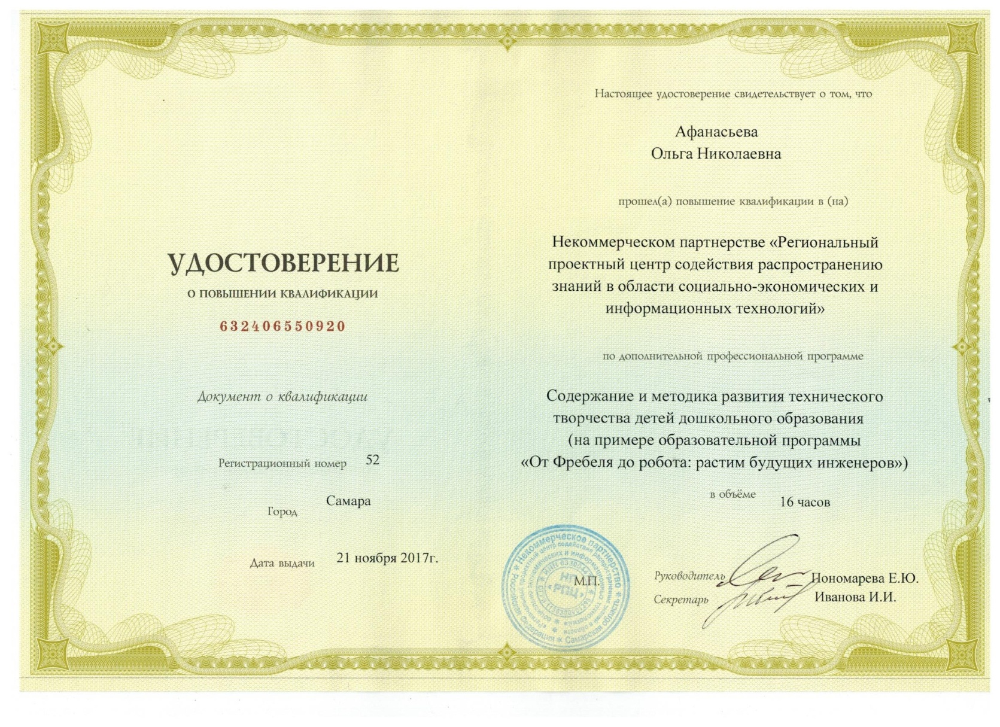 УДОСТОВЕРЕНИЕ
О ПОВЫШЕНИИ КВАЛИФИКАЦИИ
632406550920
Документ о квалификации
Регистрационный номер 52
Город Самара
Дата выдачи 21 ноября 2017г.
Настоящее удостоверение свидетельствует о том, что
Афанасьева
Ольга Николаевна
прошел(а) повышение квалификации в (на)
Некоммерческом партнерстве «Региональный
проектный центр содействия распространению
знаний в области социально-экономических и
информационных технологий»
по дополнительной профессиональной программе
Содержание и методика развития технического
творчества детей дошкольного образования
(на примере образовательной программы
«От Фребеля до робота: растим будущих инженеров»)
в объёме 16 часов
М.П.
Руководитель Пономарева Е.Ю.
Секретарь Иванова И.И.
Некоммерческое партнерство
Самарская область
Российская Федерация
НП
«РПЦ»